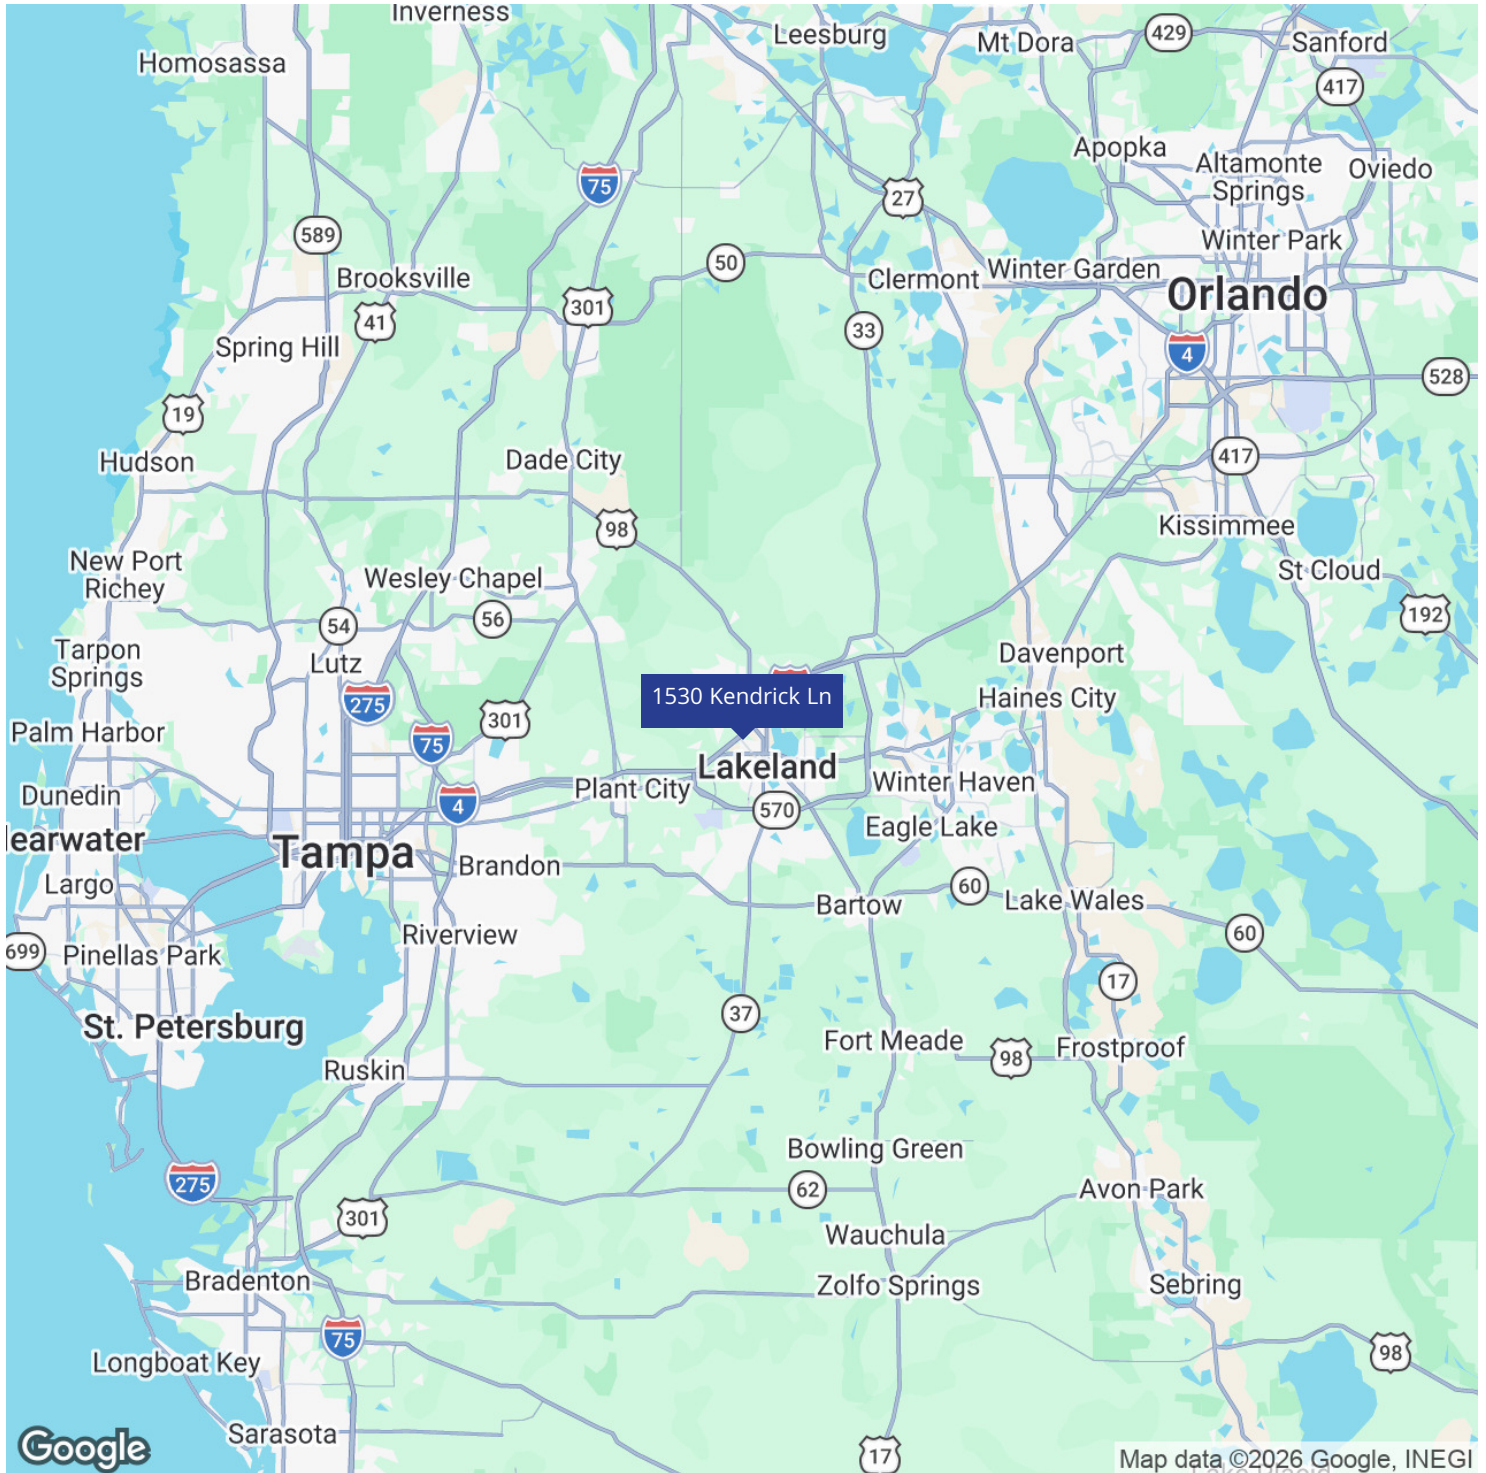 Inverness
Leesburg
Mt Dora
429
Sanford
Homosassa
417
Apopka
Altamonte
Springs
Oviedo
75
27
589
Winter Park
50
Brooksville
Clermont
Winter Garden
Orlando
301
41
33
Spring Hill
4
528
19
Hudson
Dade City
417
98
Kissimmee
New Port
Richey
Wesley Chapel
St Cloud
54
56
192
Tarpon
Springs
Lutz
Davenport
275
1530 Kendrick Ln
Haines City
301
Palm Harbor
75
Lakeland
Plant City
Winter Haven
Dunedin
4
570
learwater
Tampa
Eagle Lake
Brandon
Largo
60
Bartow
Lake Wales
Riverview
60
699
Pinellas Park
17
37
St. Petersburg
Fort Meade
98
Frostproof
Ruskin
Bowling Green
275
62
Avon Park
301
Wauchula
Bradenton
Zolfo Springs
Sebring
75
98
Longboat Key
Sarasota
Google
17
Map data ©2026 Google, INEGI